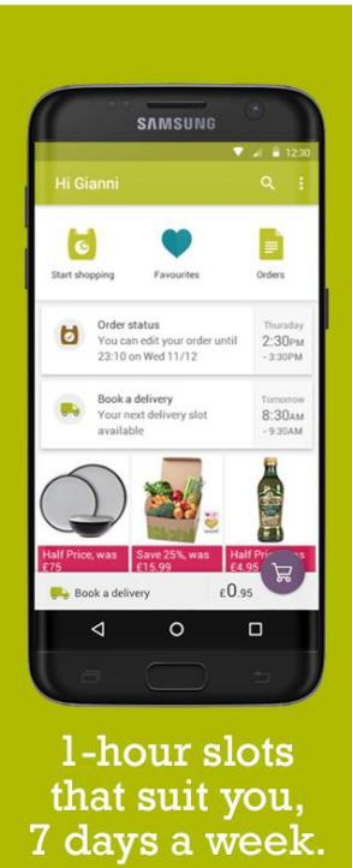 SAMSUNG
12:30
Hi Gianni
Start shopping
Favourites
Orders
Order status
You can edit your order until
23:10 on Wed 11/12
Thursday
2:30PM
- 3:30PM
Book a delivery
Your next delivery slot
available
Tomorrow
8:30AM
- 9:30AM
Half Price, was
£75
Save 25%, was
£15.99
Half Price, was
£4.95
Book a delivery
£0.95
1-hour slots
that suit you,
7 days a week.